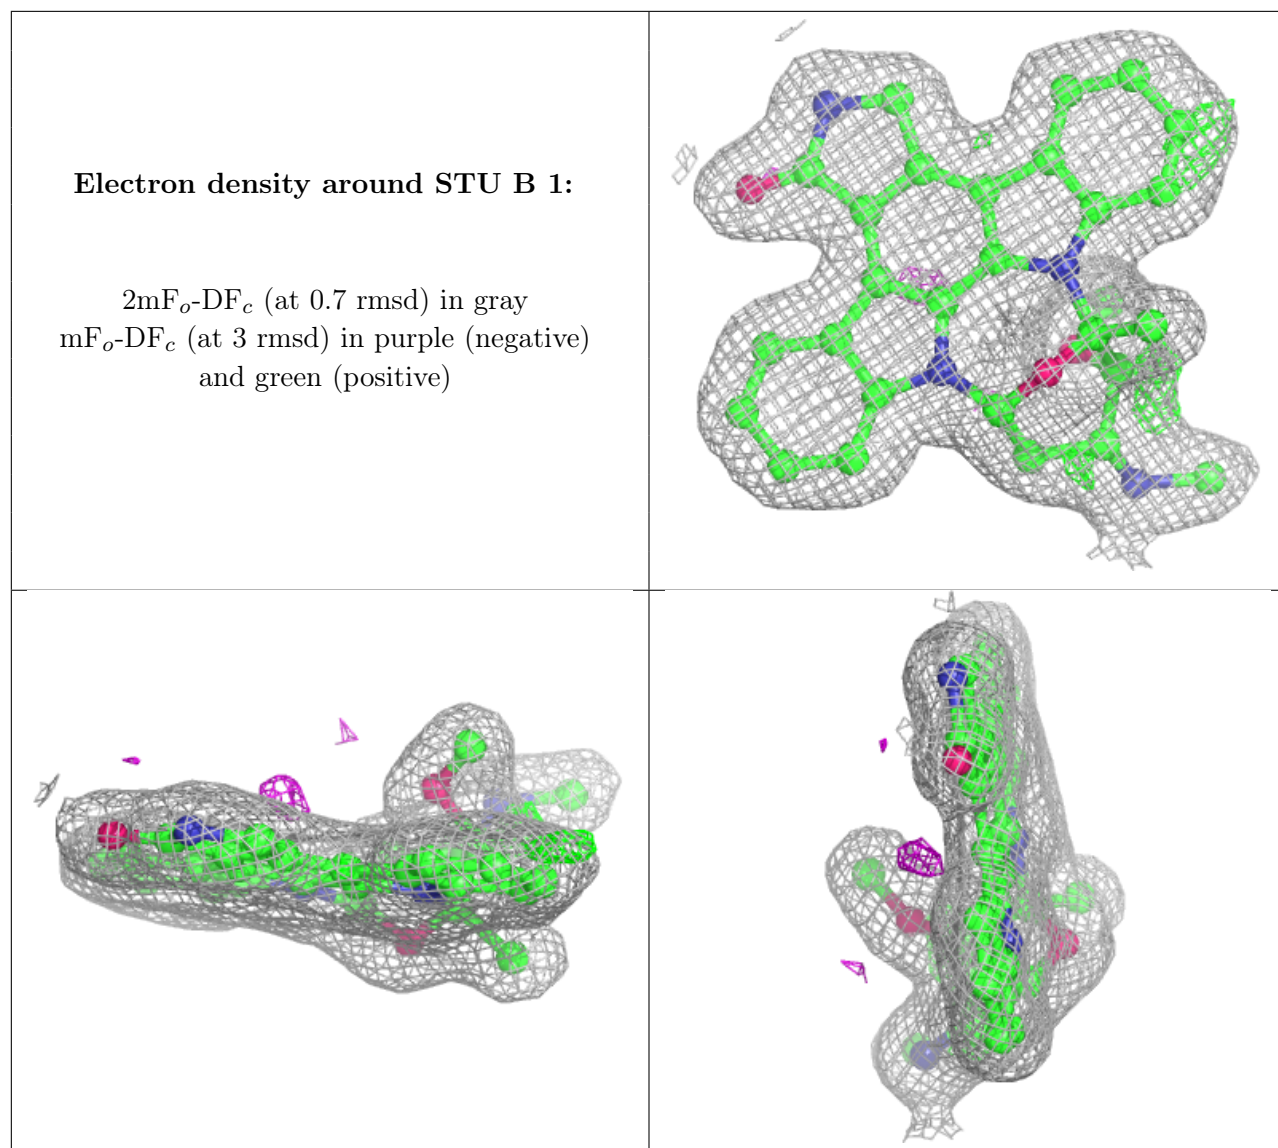 Electron density around STU B 1:
2mFo-DFc (at 0.7 rmsd) in gray
mFo-DFc (at 3 rmsd) in purple (negative)
and green (positive)